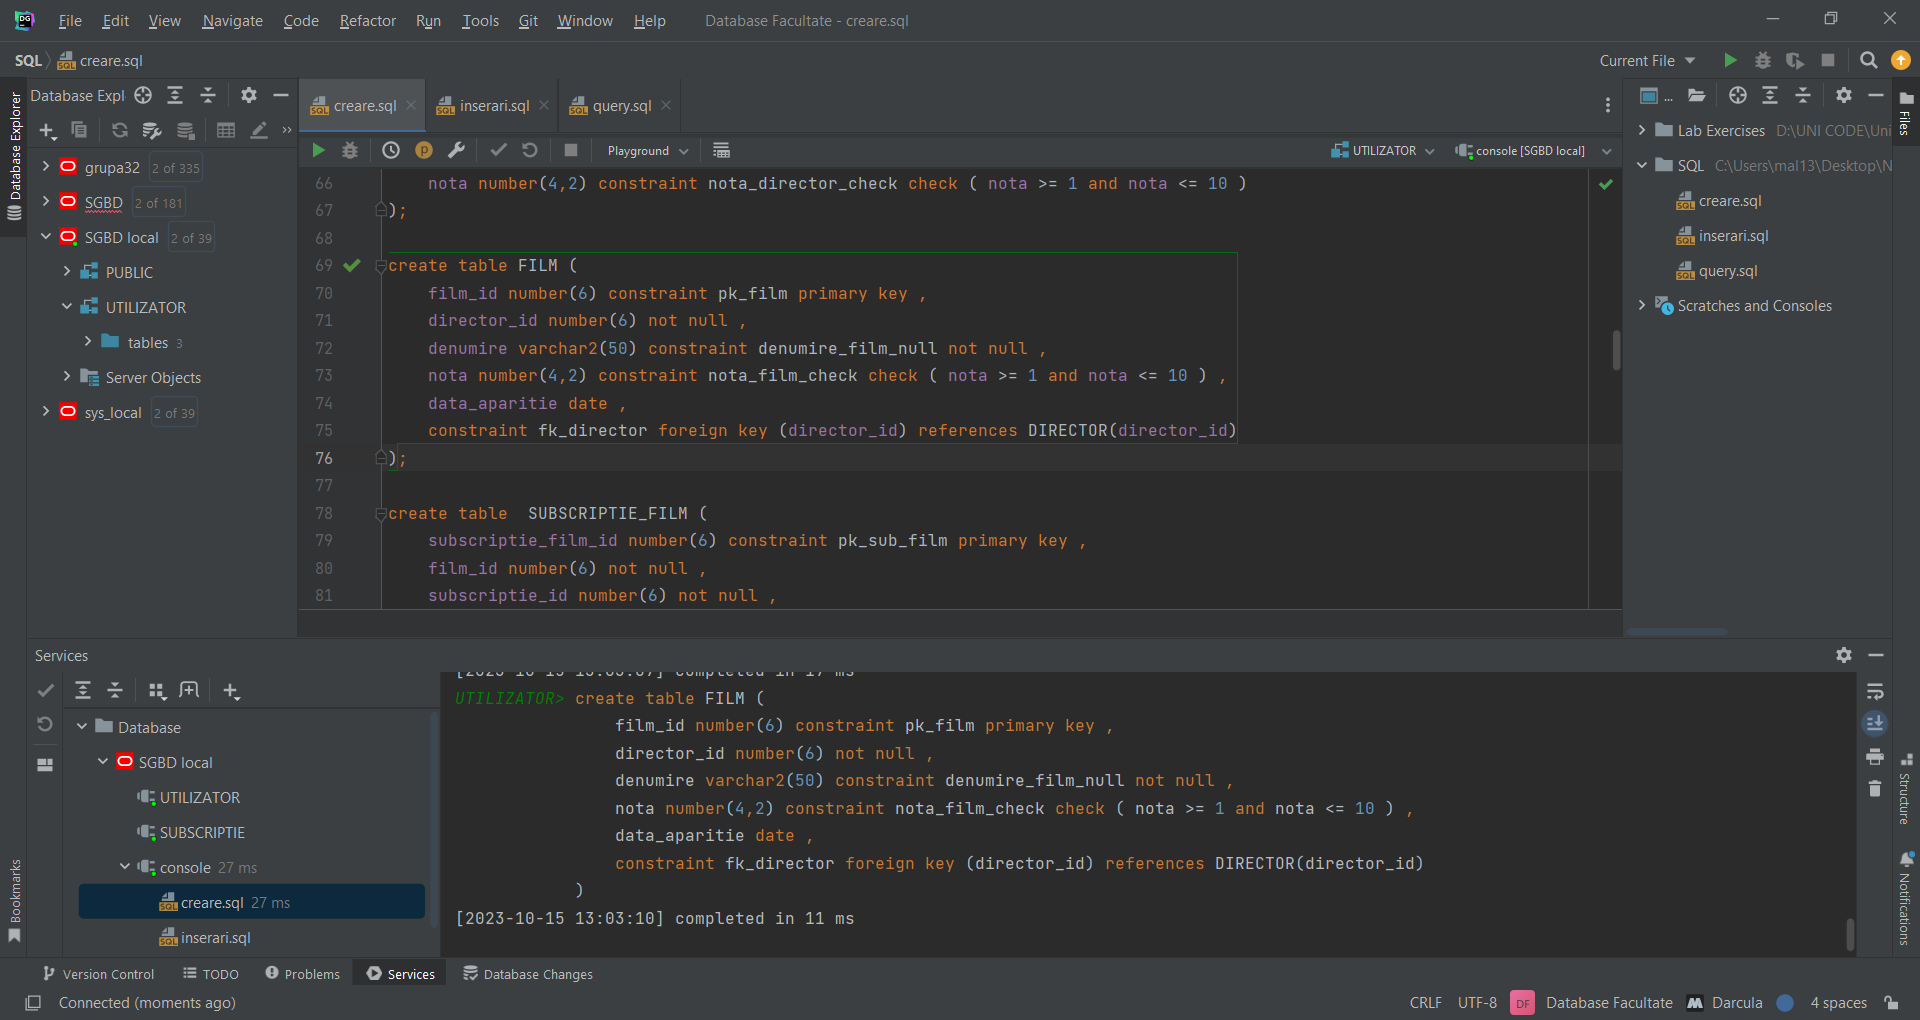 DG File Edit View Navigate Code Refactor Run Tools Git Window Help Database Facultate - creare.sql
SQL creare.sql Current File
Database Expl
creare.sql inserari.sql query.sql
Database Explorer
Bookmarks
grupa32 2 of 335
SGBD 2 of 181
SGBD local 2 of 39
PUBLIC
UTILIZATOR
tables 3
Server Objects
sys_local 2 of 39
Playground UTILIZATOR console [SGBD local]
66 nota number(4,2) constraint nota_director_check check ( nota >= 1 and nota <= 10 )
67 );
68
69 create table FILM (
70 film_id number(6) constraint pk_film primary key ,
71 director_id number(6) not null ,
72 denumire varchar2(50) constraint denumire_film_null not null ,
73 nota number(4,2) constraint nota_film_check check ( nota >= 1 and nota <= 10 ) ,
74 data_aparitie date ,
75 constraint fk_director foreign key (director_id) references DIRECTOR(director_id)
76 );
77
78 create table  SUBSCRIPTIE_FILM (
79 subscriptie_film_id number(6) constraint pk_sub_film primary key ,
80 film_id number(6) not null ,
81 subscriptie_id number(6) not null ,
...
Lab Exercises D:\UNI CODE\Uni
SQL C:\Users\mal13\Desktop\N
creare.sql
inserari.sql
query.sql
Scratches and Consoles
Files
Structure
Notifications
Services
Database
SGBD local
UTILIZATOR
SUBSCRIPTIE
console 27 ms
creare.sql 27 ms
inserari.sql
[2023-10-15 13:03:07] completed in 17 ms
UTILIZATOR> create table FILM (
film_id number(6) constraint pk_film primary key ,
director_id number(6) not null ,
denumire varchar2(50) constraint denumire_film_null not null ,
nota number(4,2) constraint nota_film_check check ( nota >= 1 and nota <= 10 ) ,
data_aparitie date ,
constraint fk_director foreign key (director_id) references DIRECTOR(director_id)
)
[2023-10-15 13:03:10] completed in 11 ms
Version Control TODO Problems Services Database Changes
Connected (moments ago) CRLF UTF-8 DF Database Facultate Darcula 4 spaces